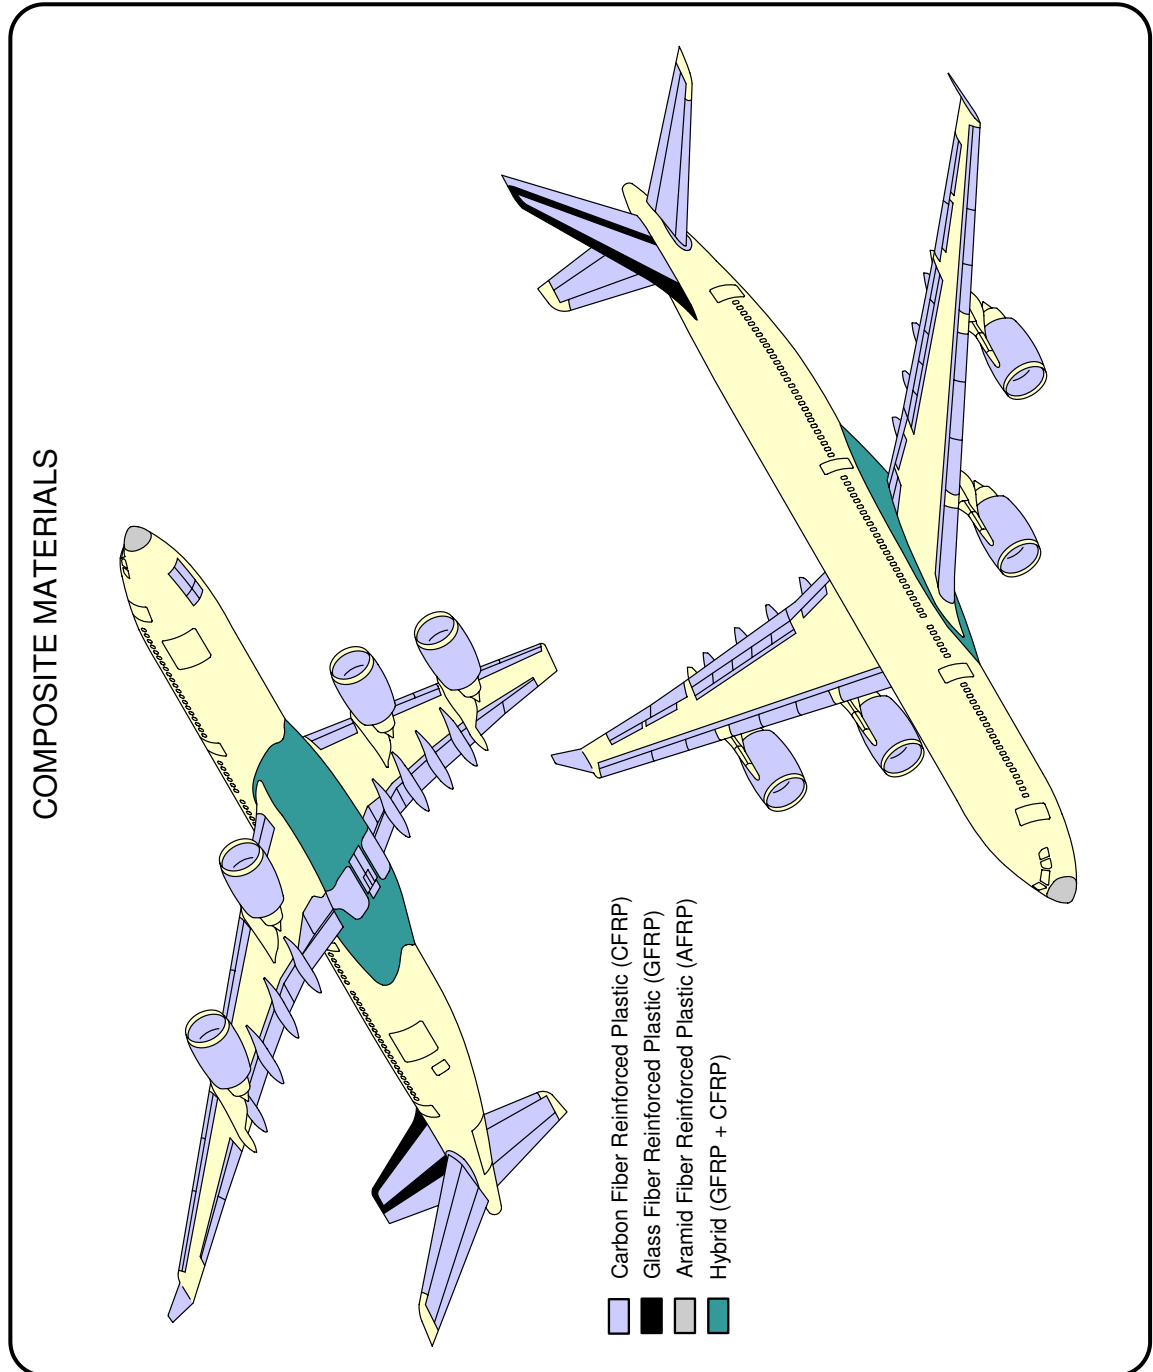 COMPOSITE MATERIALS
Carbon Fiber Reinforced Plastic (CFRP)
Glass Fiber Reinforced Plastic (GFRP)
Aramid Fiber Reinforced Plastic (AFRP)
Hybrid (GFRP + CFRP)